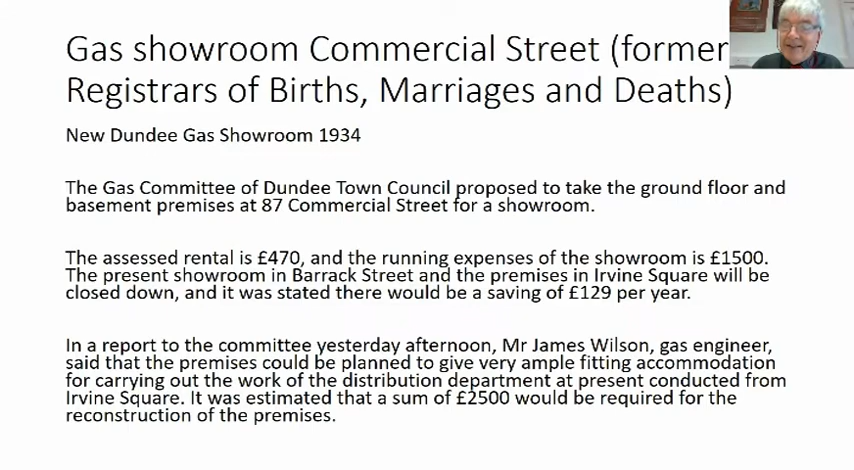 Gas showroom Commercial Street (former
Registrars of Births, Marriages and Deaths)
New Dundee Gas Showroom 1934
The Gas Committee of Dundee Town Council proposed to take the ground floor and
basement premises at 87 Commercial Street for a showroom.
The assessed rental is £470, and the running expenses of the showroom is £1500.
The present showroom in Barrack Street and the premises in Irvine Square will be
closed down, and it was stated there would be a saving of £129 per year.
In a report to the committee yesterday afternoon, Mr James Wilson, gas engineer,
said that the premises could be planned to give very ample fitting accommodation
for carrying out the work of the distribution department at present conducted from
Irvine Square. It was estimated that a sum of £2500 would be required for the
reconstruction of the premises.